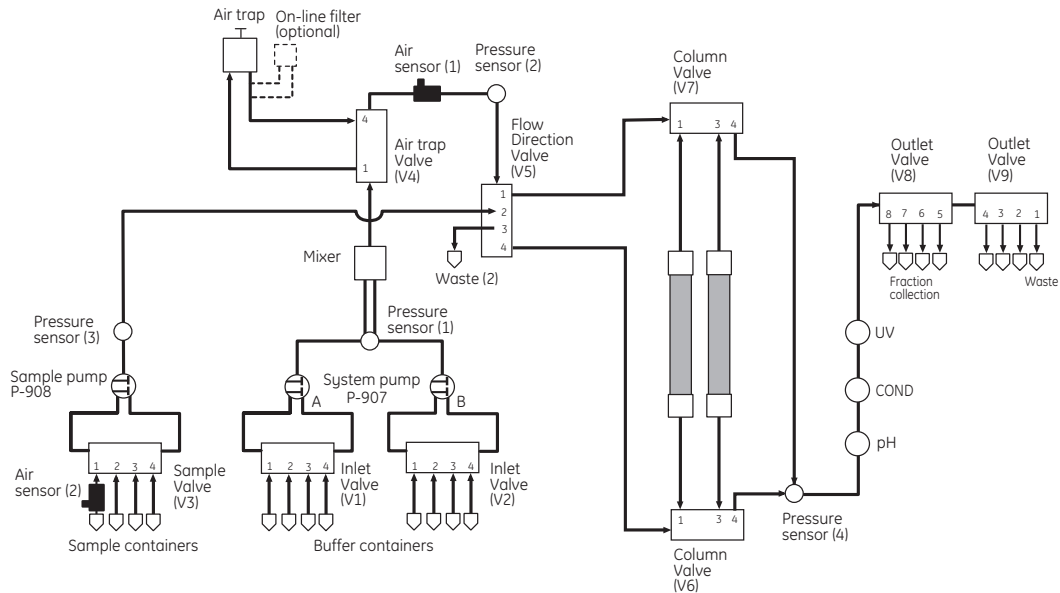 Air trap
On-line filter
(optional)
Air
sensor (1)
Pressure
sensor (2)
Column
Valve
(V7)
1 3 4
4
1
Air trap
Valve
(V4)
Flow
Direction
Valve
(V5)
1
2
3
4
Outlet
Valve
(V8)
Outlet
Valve
(V9)
8 7 6 5
4 3 2 1
Fraction
collection
Waste
Mixer
Waste (2)
Pressure
sensor (1)
Pressure
sensor (3)
UV
COND
pH
Sample pump
P-908
System pump
P-907
A
B
1 2 3 4
Sample
Valve
(V3)
Air
sensor (2)
1 2 3 4
Inlet
Valve
(V1)
1 2 3 4
Inlet
Valve
(V2)
Sample containers
Buffer containers
1 3 4
Column
Valve
(V6)
Pressure
sensor (4)